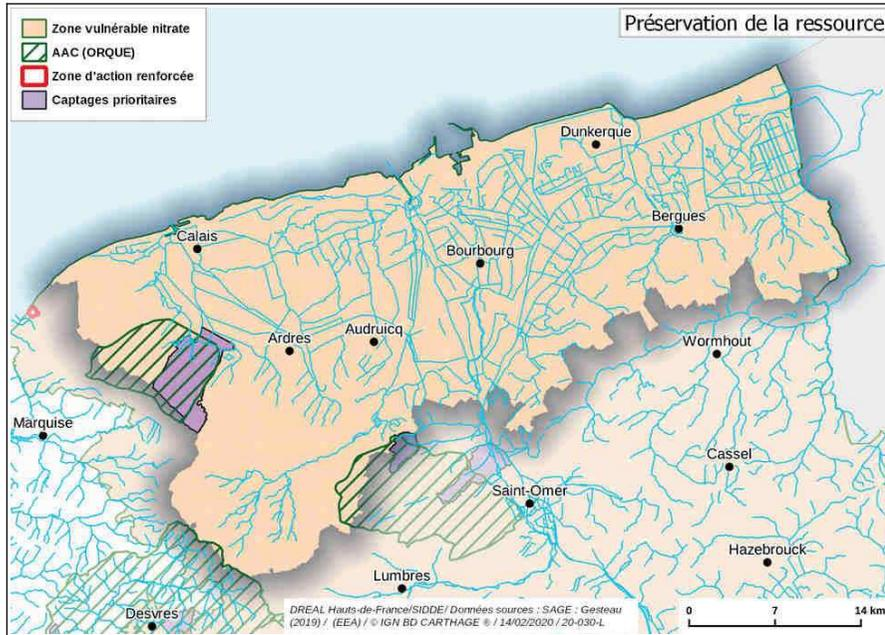 Préservation de la ressource
Zone vulnérable nitrate
AAC (ORQUE)
Zone d'action renforcée
Captages prioritaires
Dunkerque
Bergues
Calais
Bourbourg
Audruicq
Ardres
Wormhout
Marquise
Cassel
Saint-Omer
Hazebrouck
Lumbres
Desvres
DREAL Hauts-de-France/SIDDE/ Données sources : SAGE : Gesteau
(2019) / (EEA) / © IGN BD CARTHAGE ® / 14/02/2020 / 20-030-L
0 7 14 km